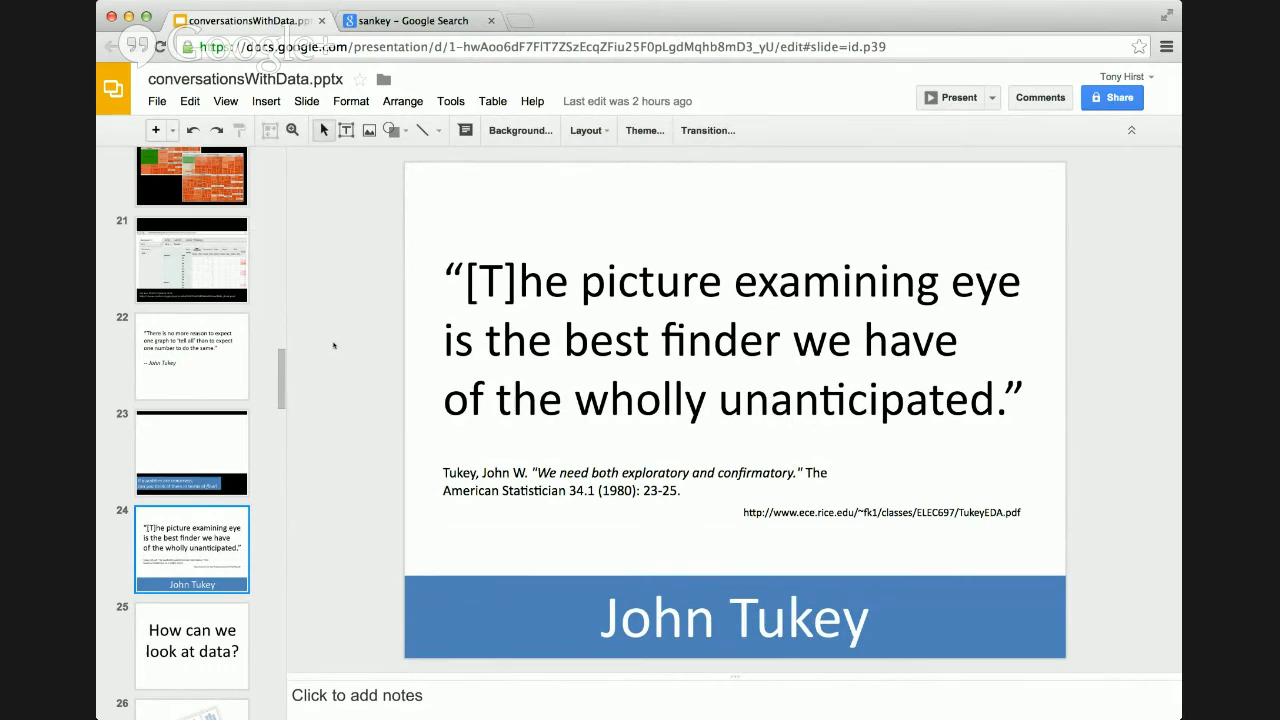 conversationsWithData.ppt
sankey – Google Search
Google+
https://docs.google.com/presentation/d/1-hwAoo6dF7FlT7ZSzEcqZFiu25F0pLgdMqhb8mD3_yU/edit#slide=id.p39
conversationsWithData.pptx
Tony Hirst
File Edit View Insert Slide Format Arrange Tools Table Help Last edit was 2 hours ago
Present Comments Share
Background... Layout Theme... Transition...
21
22
"There is no more reason to expect
one graph to 'tell all' than to expect
one number to do the same."
-- John Tukey
23
24
"[T]he picture examining eye
is the best finder we have
of the wholly unanticipated."
John Tukey
25
How can we
look at data?
26
“[T]he picture examining eye
is the best finder we have
of the wholly unanticipated.”
Tukey, John W. "We need both exploratory and confirmatory." The
American Statistician 34.1 (1980): 23-25.
http://www.ece.rice.edu/~fk1/classes/ELEC697/TukeyEDA.pdf
John Tukey
Click to add notes